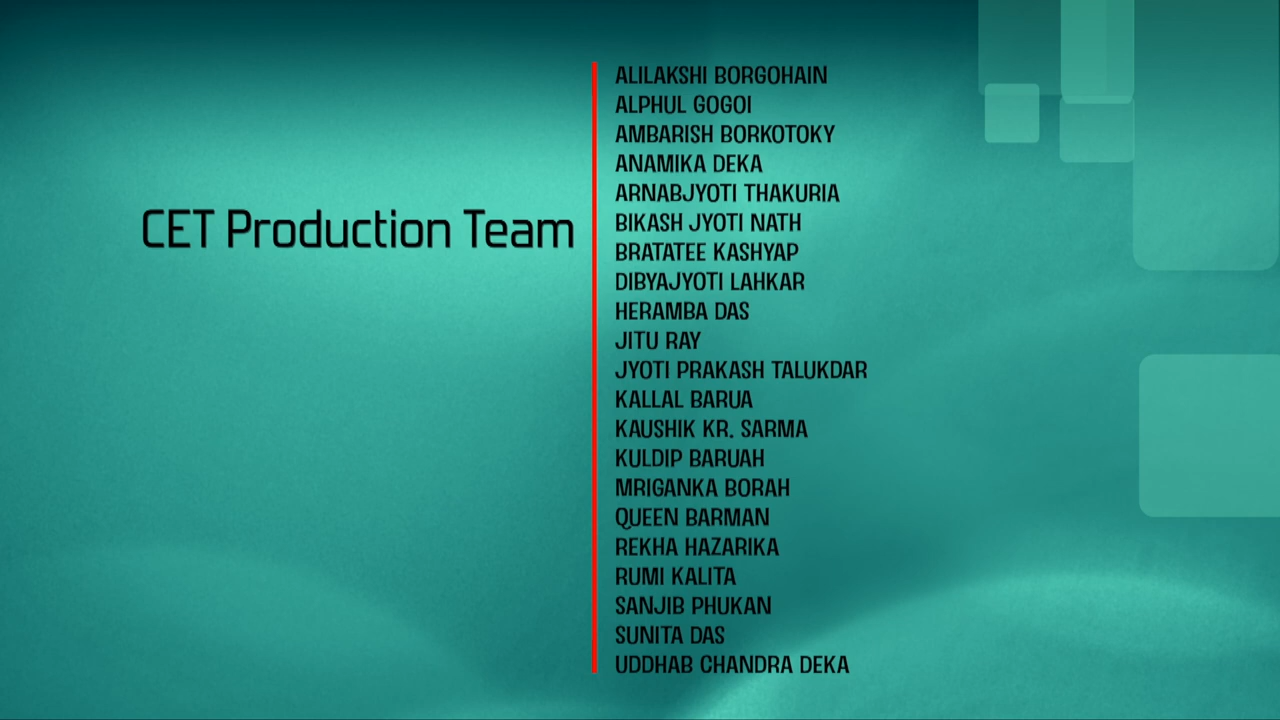 CET Production Team
ALILAKSHI BORGOHAIN
ALPHUL GOGOI
AMBARISH BORKOTOKY
ANAMIKA DEKA
ARNABJYOTI THAKURIA
BIKASH JYOTI NATH
BRATATEE KASHYAP
DIBYAJYOTI LAHKAR
HERAMBA DAS
JITU RAY
JYOTI PRAKASH TALUKDAR
KALLAL BARUA
KAUSHIK KR. SARMA
KULDIP BARUAH
MRIGANKA BORAH
QUEEN BARMAN
REKHA HAZARIKA
RUMI KALITA
SANJIB PHUKAN
SUNITA DAS
UDDHAB CHANDRA DEKA